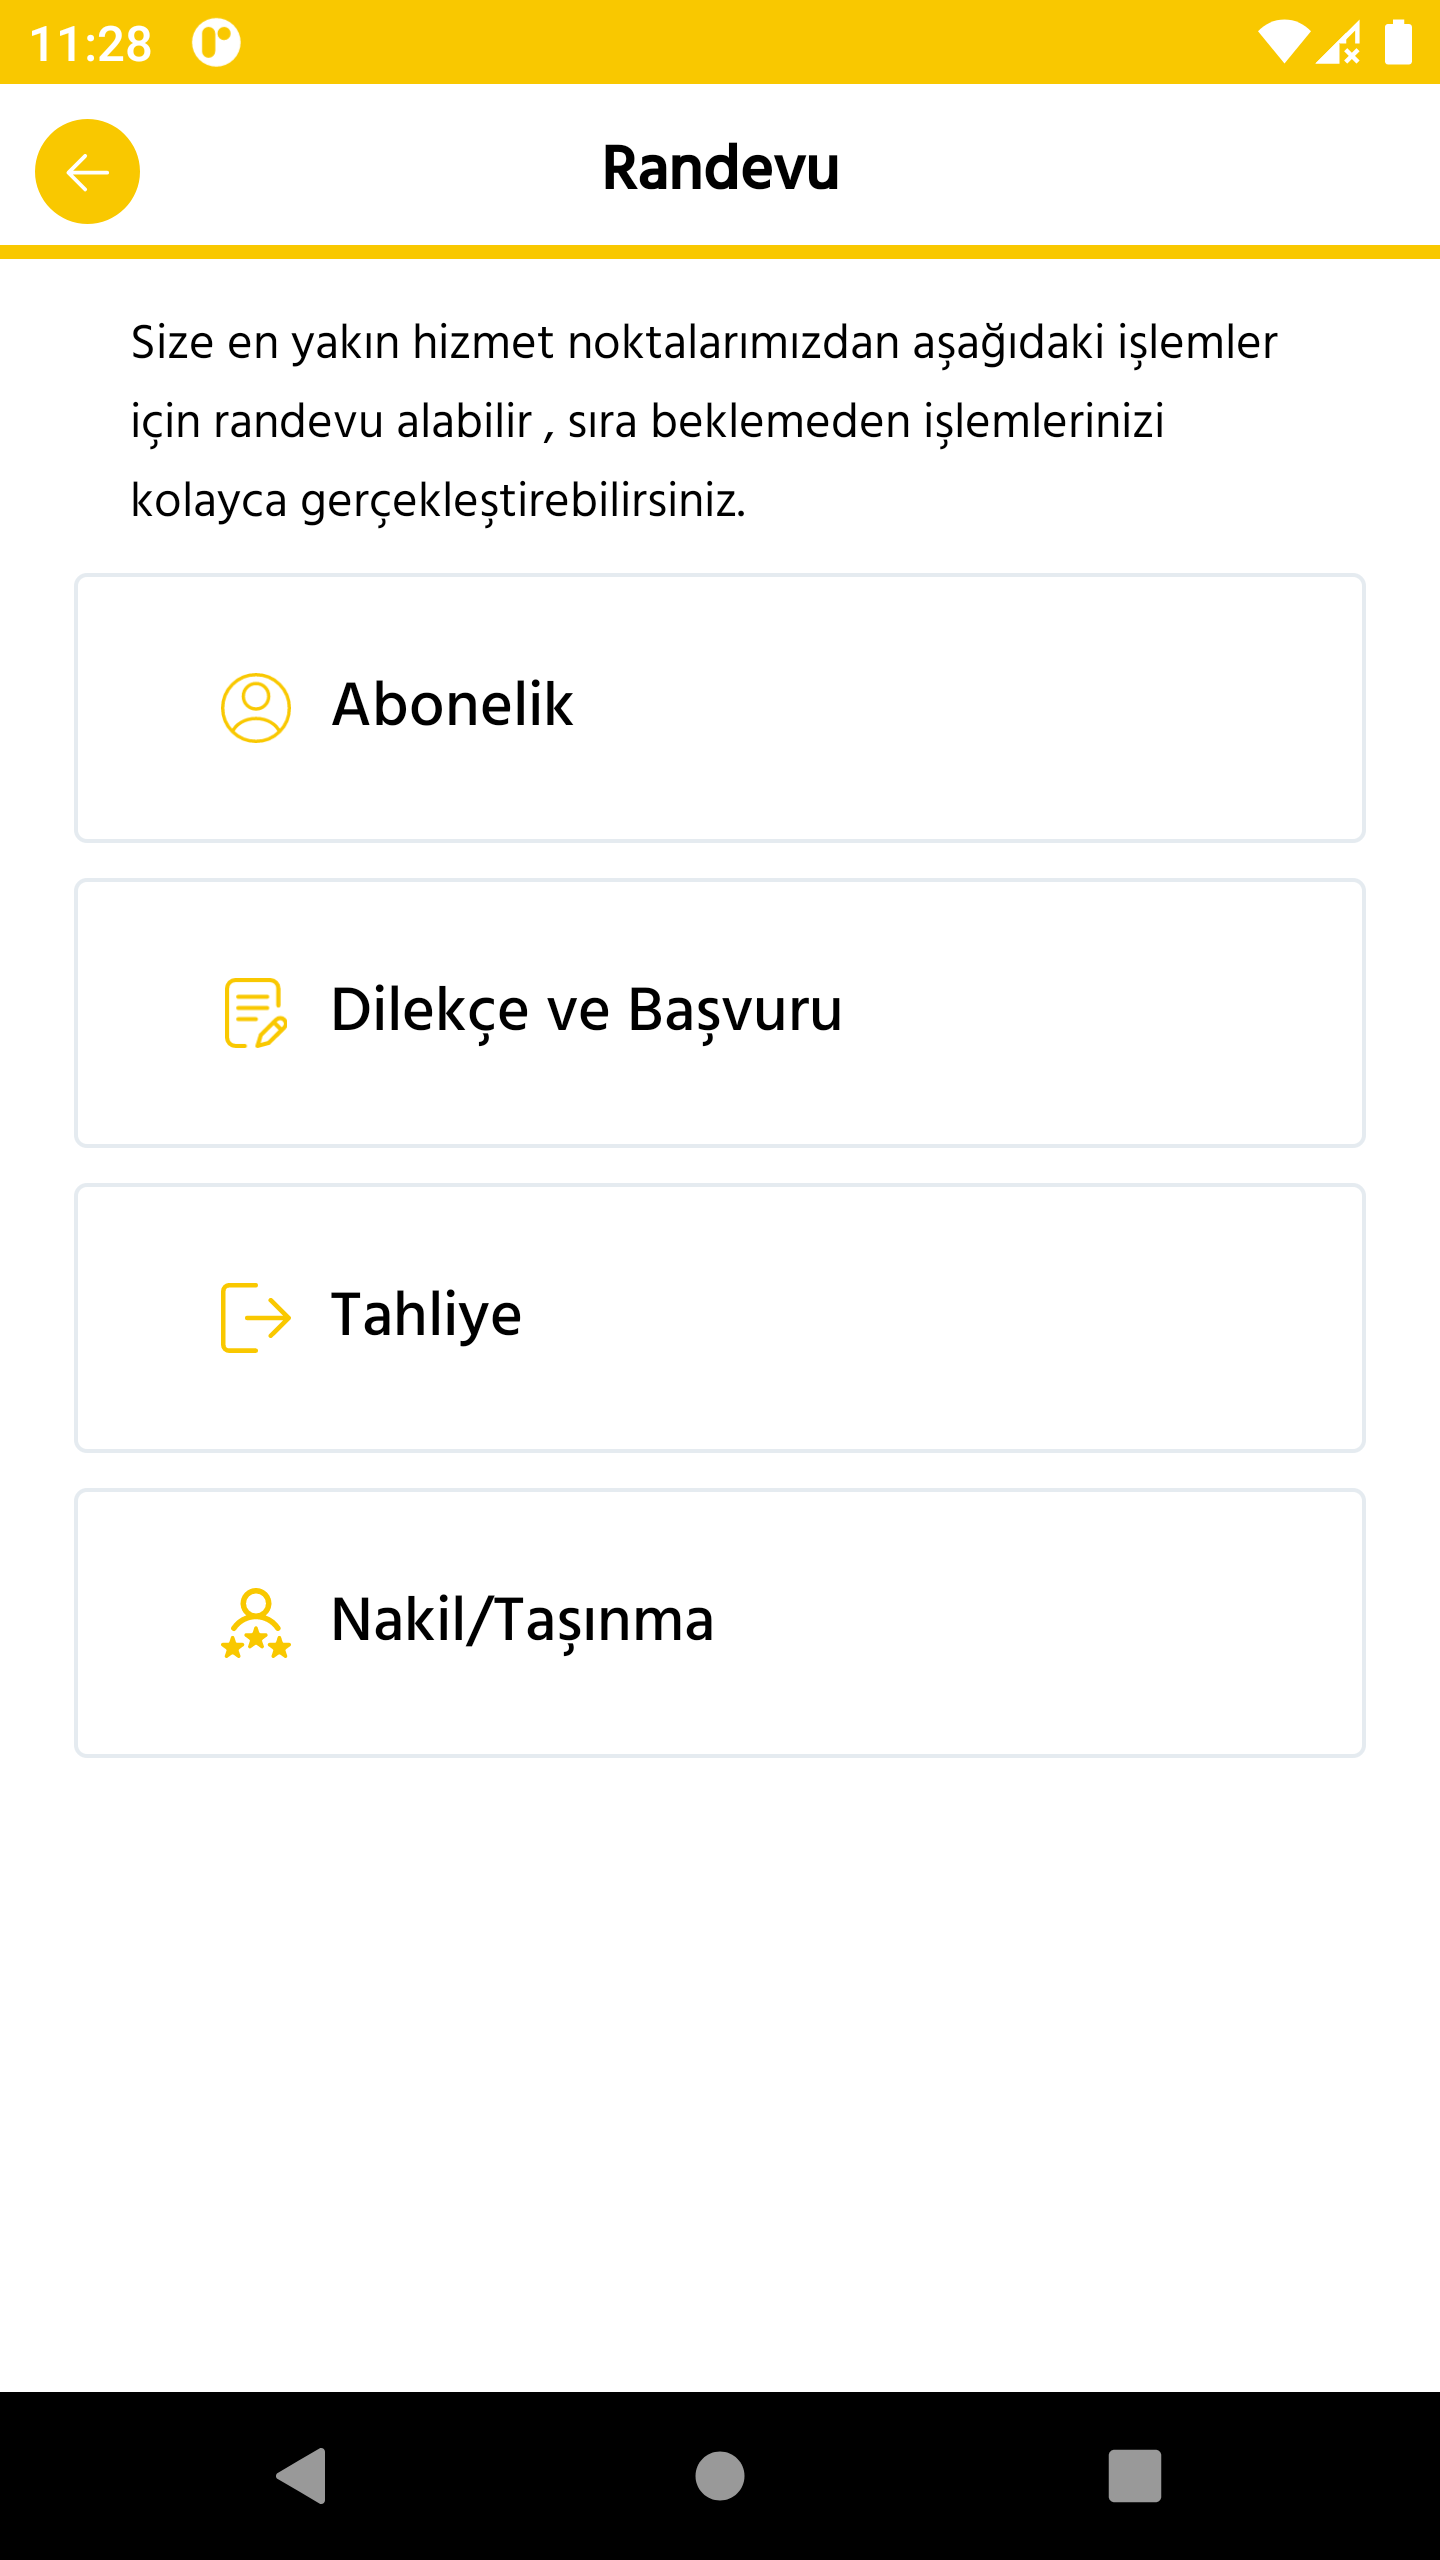 11:28
Randevu
Size en yakın hizmet noktalarımızdan aşağıdaki işlemler
için randevu alabilir , sıra beklemeden işlemlerinizi
kolayca gerçekleştirebilirsiniz.
Abonelik
Dilekçe ve Başvuru
Tahliye
Nakil/Taşınma